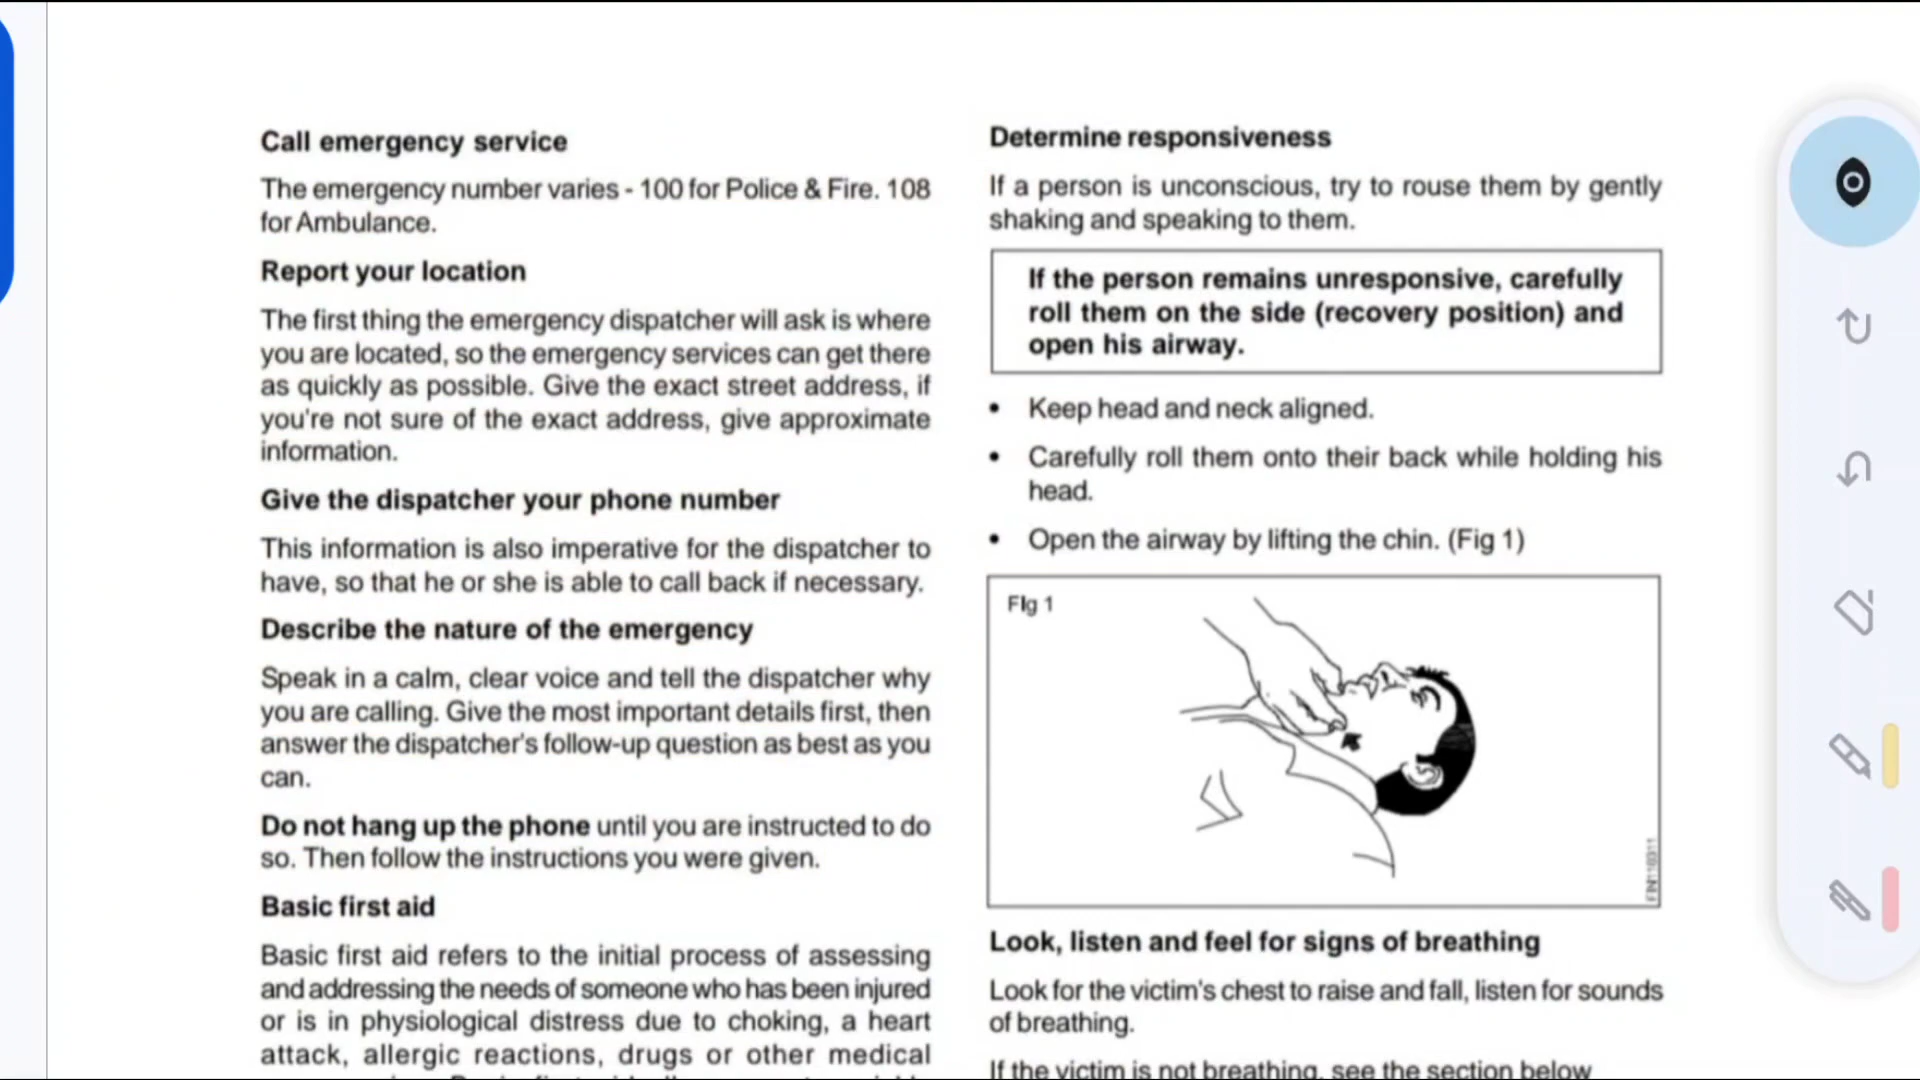 Call emergency service
The emergency number varies - 100 for Police & Fire. 108
for Ambulance.
Report your location
The first thing the emergency dispatcher will ask is where
you are located, so the emergency services can get there
as quickly as possible. Give the exact street address, if
you're not sure of the exact address, give approximate
information.
Give the dispatcher your phone number
This information is also imperative for the dispatcher to
have, so that he or she is able to call back if necessary.
Describe the nature of the emergency
Speak in a calm, clear voice and tell the dispatcher why
you are calling. Give the most important details first, then
answer the dispatcher's follow-up question as best as you
can.
Do not hang up the phone until you are instructed to do
so. Then follow the instructions you were given.
Basic first aid
Basic first aid refers to the initial process of assessing
and addressing the needs of someone who has been injured
or is in physiological distress due to choking, a heart
attack, allergic reactions, drugs or other medical
Determine responsiveness
If a person is unconscious, try to rouse them by gently
shaking and speaking to them.
If the person remains unresponsive, carefully
roll them on the side (recovery position) and
open his airway.
• Keep head and neck aligned.
• Carefully roll them onto their back while holding his
head.
• Open the airway by lifting the chin. (Fig 1)
Fig 1
Look, listen and feel for signs of breathing
Look for the victim's chest to raise and fall, listen for sounds
of breathing.
If the victim is not breathing, see the section below